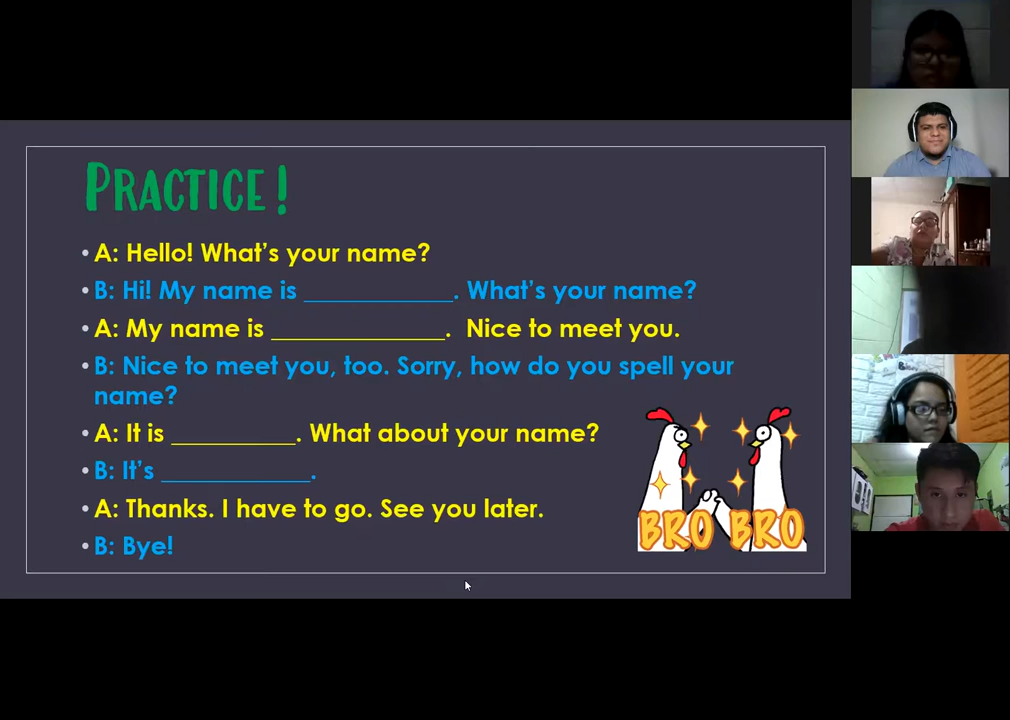 PRACTICE!
• A: Hello! What's your name?
• B: Hi! My name is ____________. What's your name?
• A: My name is ______________. Nice to meet you.
• B: Nice to meet you, too. Sorry, how do you spell your
name?
• A: It is __________. What about your name?
• B: It's ____________.
• A: Thanks. I have to go. See you later.
• B: Bye!
BRO BRO